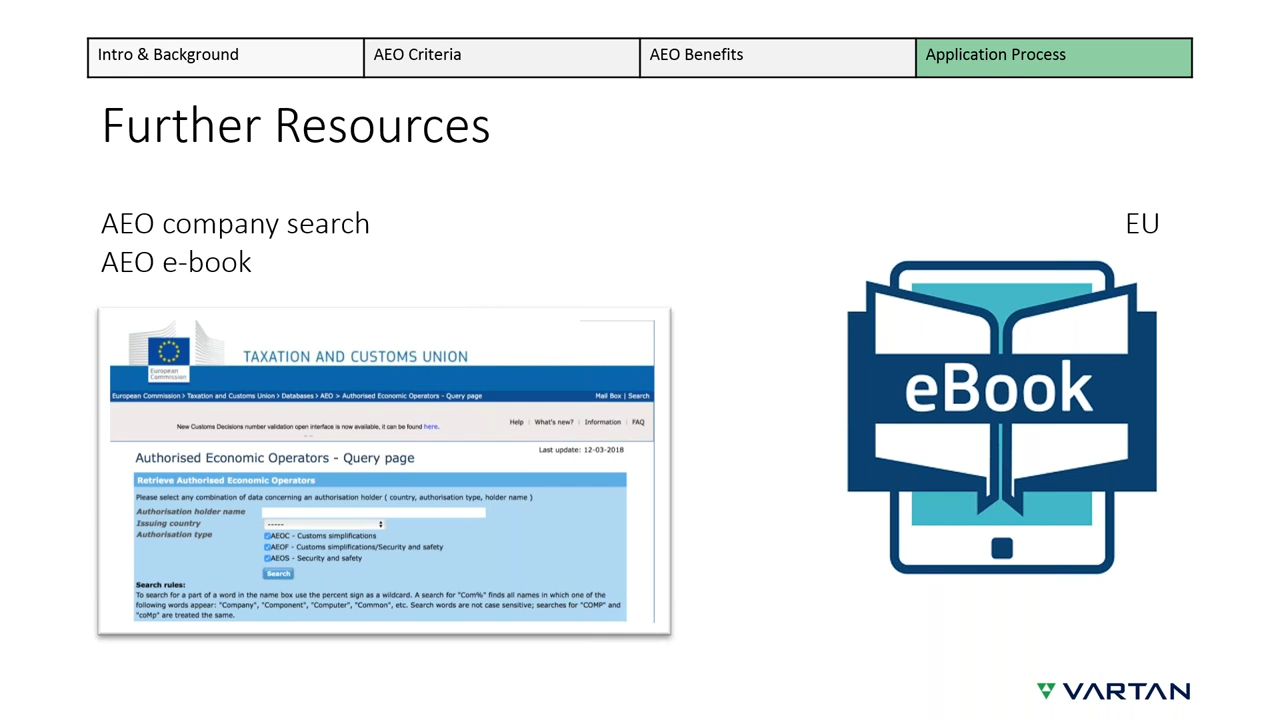 Intro & Background
AEO Criteria
AEO Benefits
Application Process
Further Resources
AEO company search
EU
AEO e-book
European
Commission
TAXATION AND CUSTOMS UNION
European Commission > Taxation and Customs Union > Databases > AEO > Authorised Economic Operators - Query page
Mail Box | Search
Help | What's new? | Information | FAQ
New Customs Decisions number validation open interface is now available, it can be found here.
Last update: 12-03-2018
Authorised Economic Operators - Query page
Retrieve Authorised Economic Operators
Please select any combination of data concerning an authorisation holder ( country, authorisation type, holder name )
Authorisation holder name
Issuing country
-----
Authorisation type
AEOC - Customs simplifications
AEOF - Customs simplifications/Security and safety
AEOS - Security and safety
Search
Search rules:
To search for a part of a word in the name box use the percent sign as a wildcard. A search for "Com%" finds all names in which one of the
following words appear: "Company", "Component", "Computer", "Common", etc. Search words are not case sensitive; searches for "COMP" and
"coMp" are treated the same.
eBook
VARTAN